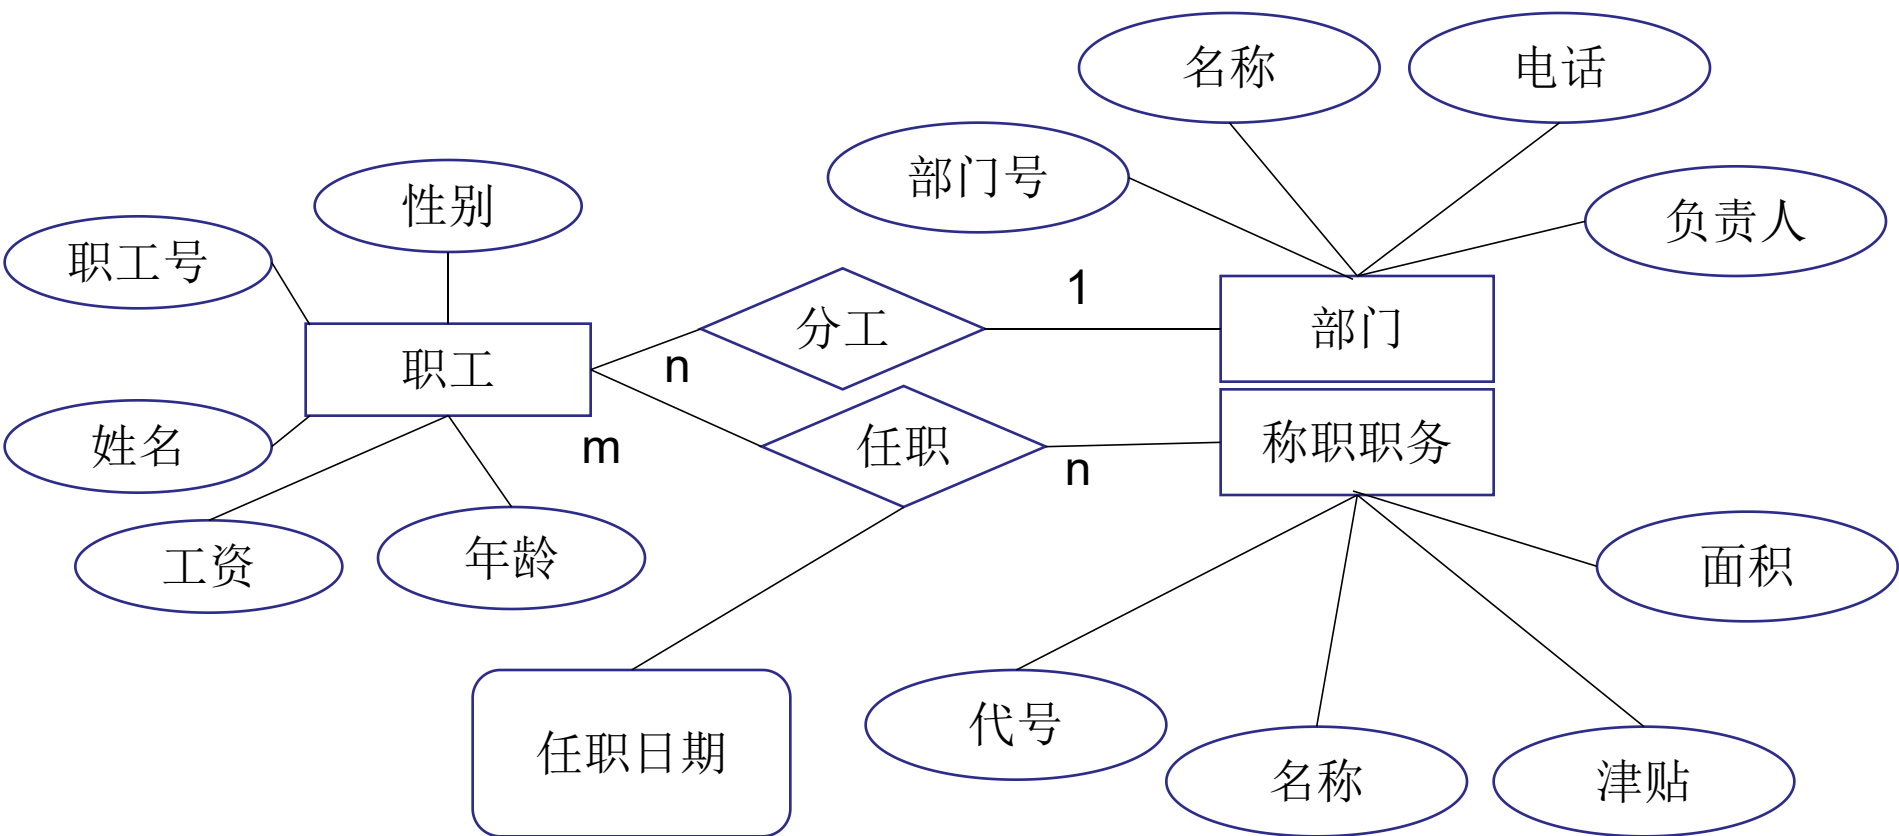 名称
电话
部门号
负责人
性别
职工号
职工
分工
1
部门
n
姓名
m
任职
n
称职职务
工资
年龄
面积
任职日期
代号
名称
津贴